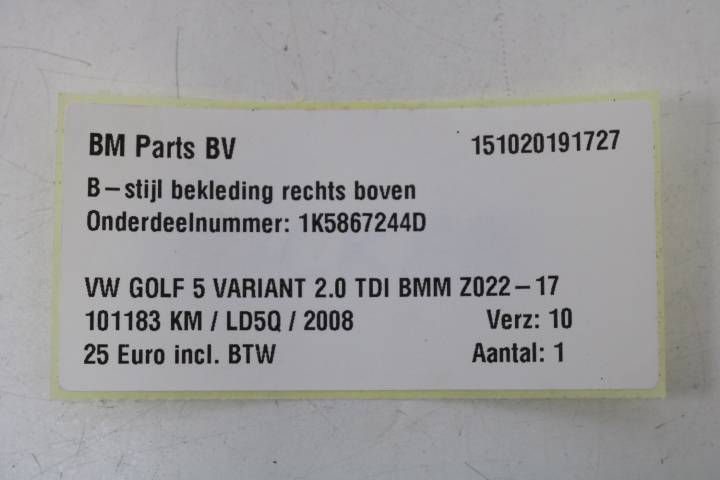 BM Parts BV 151020191727
B-stijl bekleding rechts boven
Onderdeelnummer: 1K5867244D
VW GOLF 5 VARIANT 2.0 TDI BMM Z022-17
101183 KM / LD5Q / 2008 Verz: 10
25 Euro incl. BTW Aantal: 1